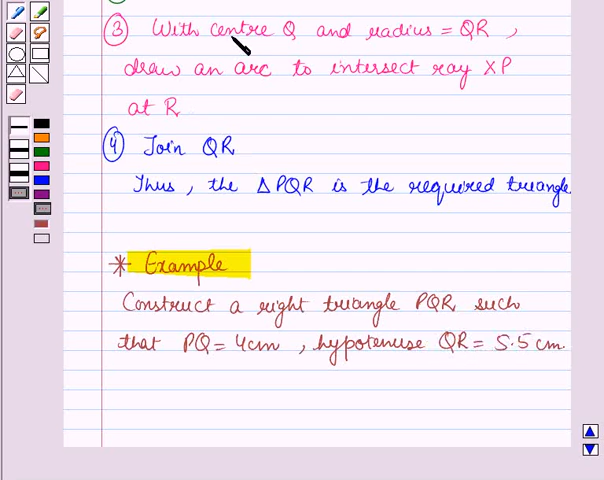 3 With centre Q and radius = QR,
draw an arc to intersect ray XP
at R
4 Join QR
Thus, the △PQR is the required triangle
* Example
Construct a right triangle PQR such
that PQ = 4cm, hypotenuse QR = 5.5 cm.